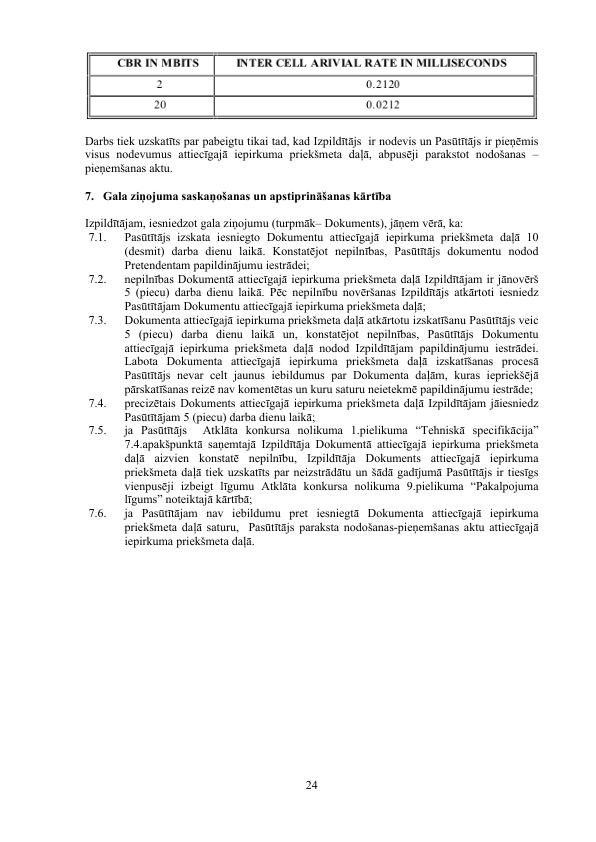 CBR IN MBITS INTER CELL ARIVIAL RATE IN MILLISECONDS
2 0.2120
20 0.0212
Darbs tiek uzskatīts par pabeigtu tikai tad, kad Izpildītājs ir nodevis un Pasūtītājs ir pieņēmis
visus nodevumus attiecīgajā iepirkuma priekšmeta daļā, abpusēji parakstot nodošanas –
pieņemšanas aktu.
7. Gala ziņojuma saskaņošanas un apstiprināšanas kārtība
Izpildītājam, iesniedzot gala ziņojumu (turpmāk– Dokuments), jāņem vērā, ka:
7.1. Pasūtītājs izskata iesniegto Dokumentu attiecīgajā iepirkuma priekšmeta daļā 10
(desmit) darba dienu laikā. Konstatējot nepilnības, Pasūtītājs dokumentu nodod
Pretendentam papildinājumu iestrādei;
7.2. nepilnības Dokumentā attiecīgajā iepirkuma priekšmeta daļā Izpildītājam ir jānovērš
5 (piecu) darba dienu laikā. Pēc nepilnību novēršanas Izpildītājs atkārtoti iesniedz
Pasūtītājam Dokumentu attiecīgajā iepirkuma priekšmeta daļā;
7.3. Dokumenta attiecīgajā iepirkuma priekšmeta daļā atkārtotu izskatīšanu Pasūtītājs veic
5 (piecu) darba dienu laikā un, konstatējot nepilnības, Pasūtītājs Dokumentu
attiecīgajā iepirkuma priekšmeta daļā nodod Izpildītājam papildinājumu iestrādei.
Labota Dokumenta attiecīgajā iepirkuma priekšmeta daļā izskatīšanas procesā
Pasūtītājs nevar celt jaunus iebildumus par Dokumenta daļām, kuras iepriekšējā
pārskatīšanas reizē nav komentētas un kuru saturu neietekmē papildinājumu iestrāde;
7.4. precizētais Dokuments attiecīgajā iepirkuma priekšmeta daļā Izpildītājam jāiesniedz
Pasūtītājam 5 (piecu) darba dienu laikā;
7.5. ja Pasūtītājs Atklāta konkursa nolikuma 1.pielikuma “Tehniskā specifikācija”
7.4.apakšpunktā saņemtajā Izpildītāja Dokumentā attiecīgajā iepirkuma priekšmeta
daļā aizvien konstatē nepilnību, Izpildītāja Dokuments attiecīgajā iepirkuma
priekšmeta daļā tiek uzskatīts par neizstrādātu un šādā gadījumā Pasūtītājs ir tiesīgs
vienpusēji izbeigt līgumu Atklāta konkursa nolikuma 9.pielikuma “Pakalpojuma
līgums” noteiktajā kārtībā;
7.6. ja Pasūtītājam nav iebildumu pret iesniegtā Dokumenta attiecīgajā iepirkuma
priekšmeta daļā saturu, Pasūtītājs paraksta nodošanas-pieņemšanas aktu attiecīgajā
iepirkuma priekšmeta daļā.
24